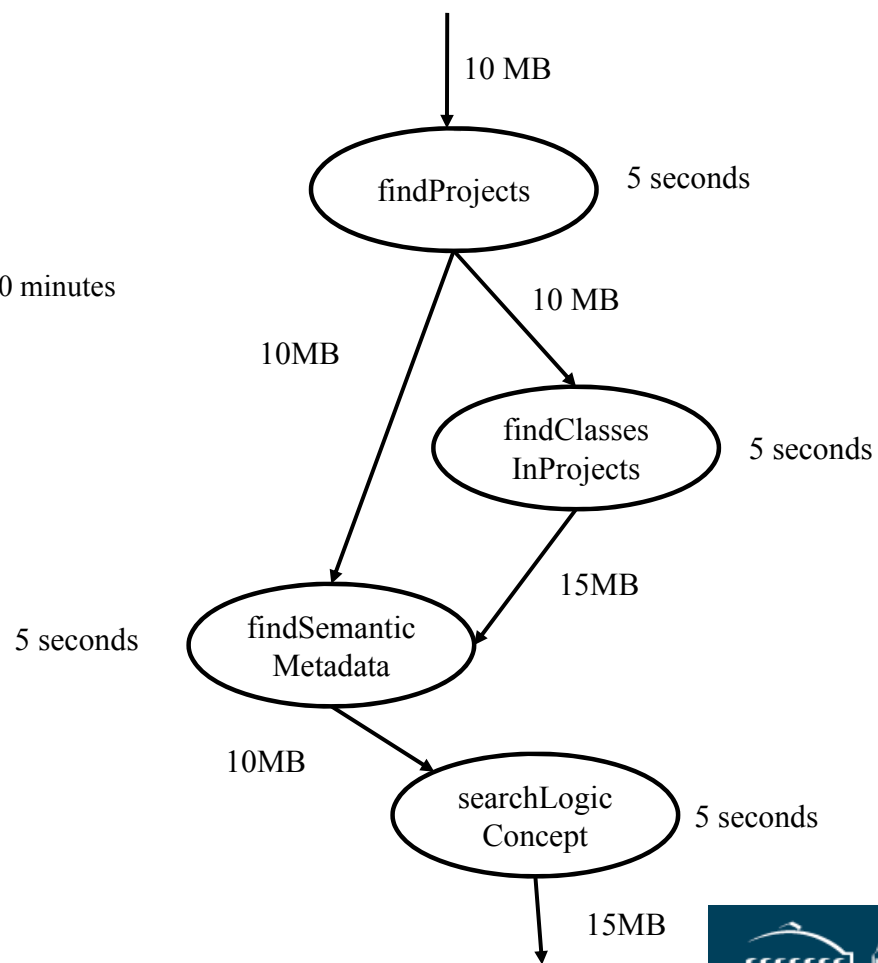 10 MB
findProjects
5 seconds
0 minutes
10 MB
10MB
findClasses
InProjects
5 seconds
15MB
findSemantic
Metadata
5 seconds
10MB
searchLogic
Concept
5 seconds
15MB